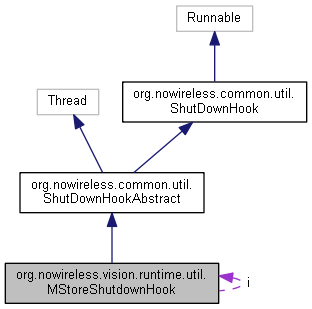 Runnable
org.nowireless.common.util.
ShutDownHook
Thread
org.nowireless.common.util.
ShutDownHookAbstract
org.nowireless.vision.runtime.util.
MStoreShutdownHook
i